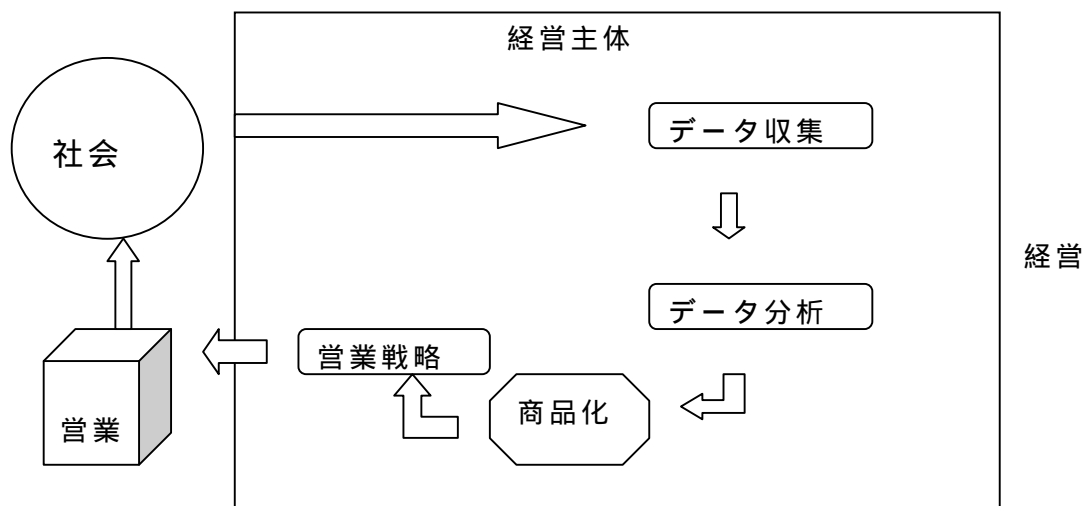 経営主体
社会
データ収集
経営
データ分析
営業戦略
商品化
営業